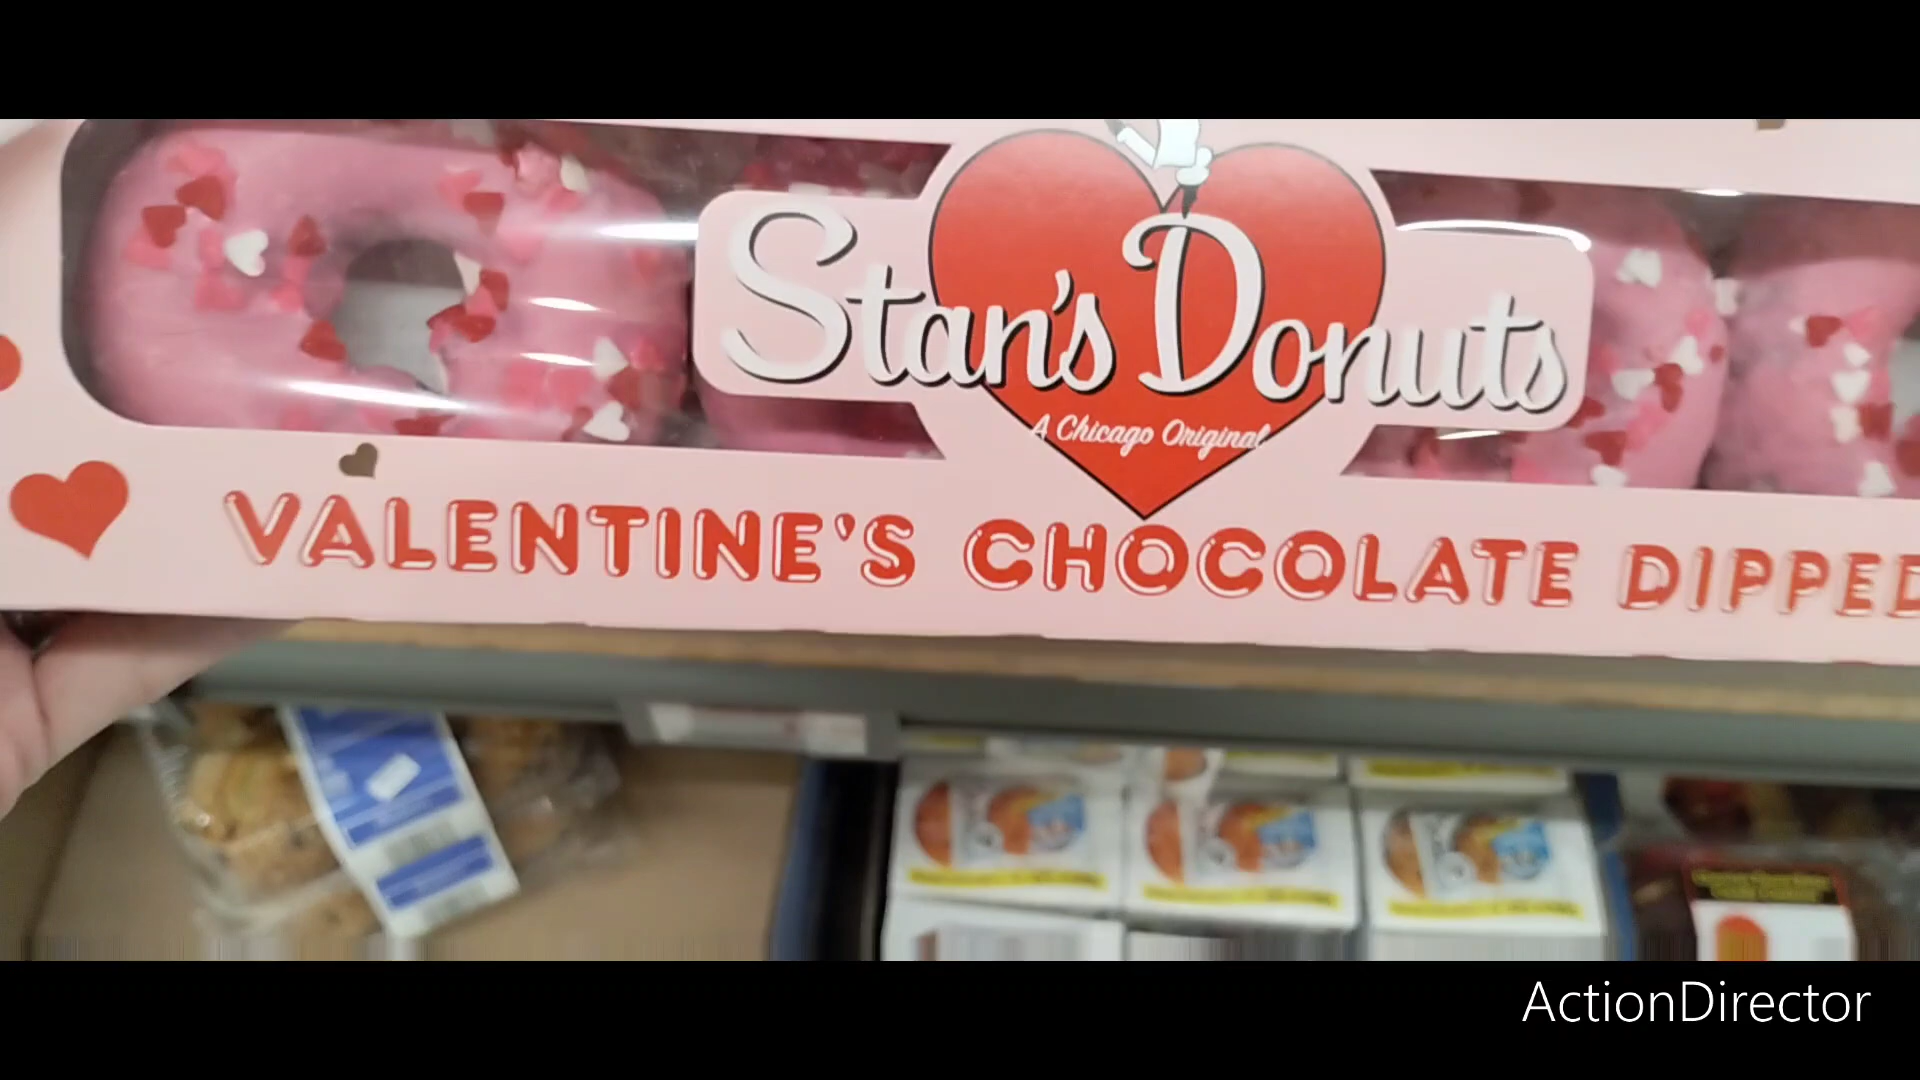 Stan's Donuts
A Chicago Original
VALENTINE'S CHOCOLATE DIPPED
ActionDirector